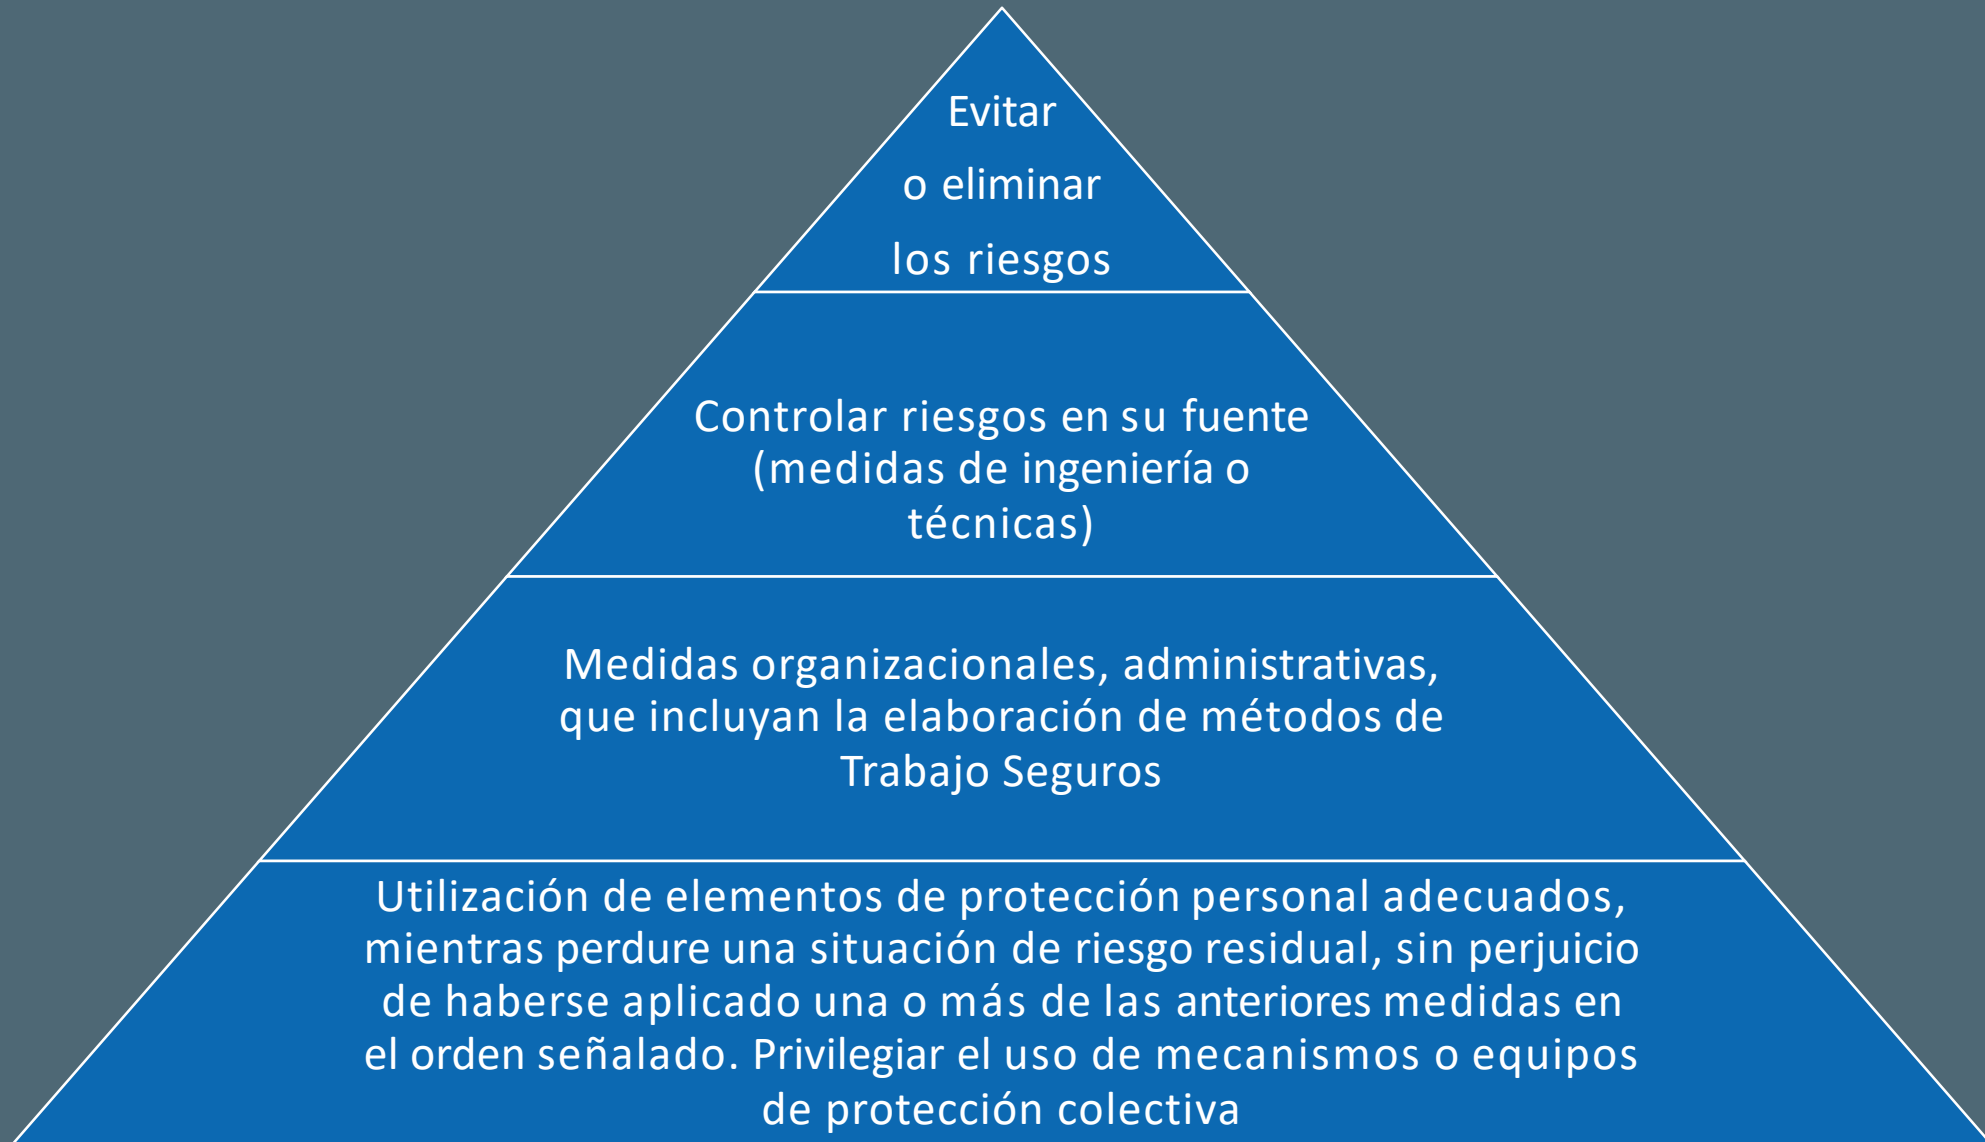 Evitar
o eliminar
los riesgos
Controlar riesgos en su fuente
(medidas de ingeniería o
técnicas)
Medidas organizacionales, administrativas,
que incluyan la elaboración de métodos de
Trabajo Seguros
Utilización de elementos de protección personal adecuados,
mientras perdure una situación de riesgo residual, sin perjuicio
de haberse aplicado una o más de las anteriores medidas en
el orden señalado. Privilegiar el uso de mecanismos o equipos
de protección colectiva